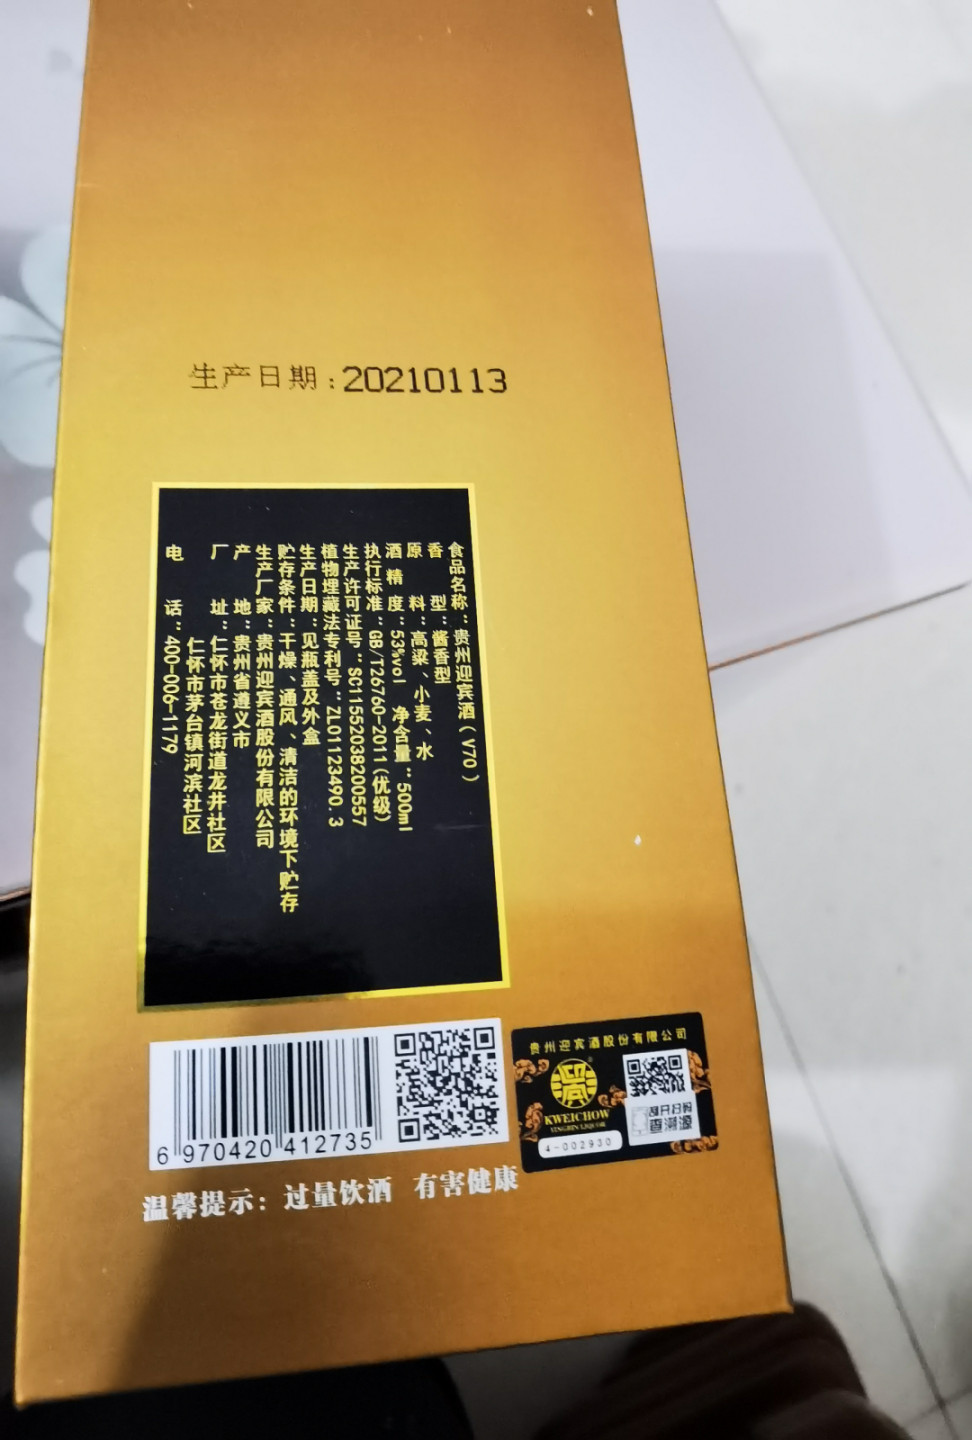 生产日期:20210113
食品名称:贵州迎宾酒(V70)
香型:酱香型
原料:高粱、小麦、水
酒精度:53%vol 净含量:500ml
执行标准:GB/T26760-2011(优级)
生产许可证号:SC11552038200557
植物埋藏法专利号:ZL01123490.3
生产日期:见瓶盖及外盒
贮存条件:干燥、通风、清洁的环境下贮存
生产厂家:贵州迎宾酒股份有限公司
产地:贵州省遵义市
厂址:仁怀市苍龙街道龙井社区
仁怀市茅台镇河滨社区
电话:400-006-1179
6 970420 412735
贵州迎宾酒股份有限公司
KWEICHOW
YINGBIN LIQUOR
4-002930
刮开扫码
查溯源
温馨提示:过量饮酒 有害健康